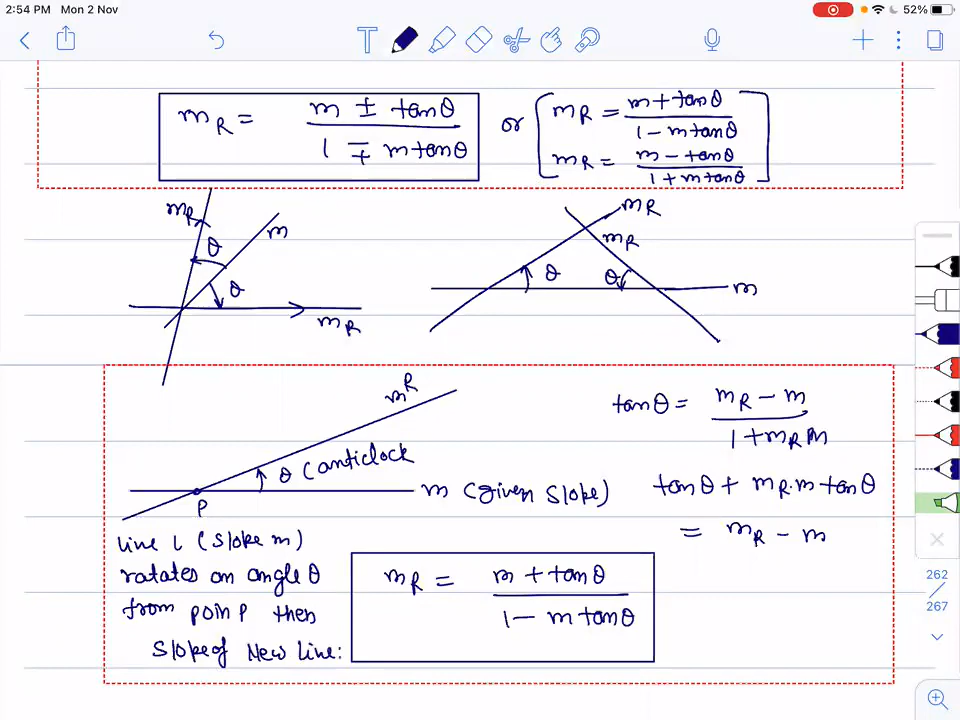 2:54 PM Mon 2 Nov
52%
T
m_R = (m ± tanθ) / (1 ∓ m tanθ)
or
m_R = (m + tanθ) / (1 - m tanθ)
m_R = (m - tanθ) / (1 + m tanθ)
m_R
m
θ
θ
m_R
m_R
m_R
θ
θ
m
m_R
θ (anticlock
m (given slope)
P
tanθ = (m_R - m) / (1 + m_R m)
tanθ + m_R.m tanθ
= m_R - m
line L (slope m)
ratates an angle θ
from poin P then
slope of New line:
m_R = (m + tanθ) / (1 - m tanθ)
262
/
267